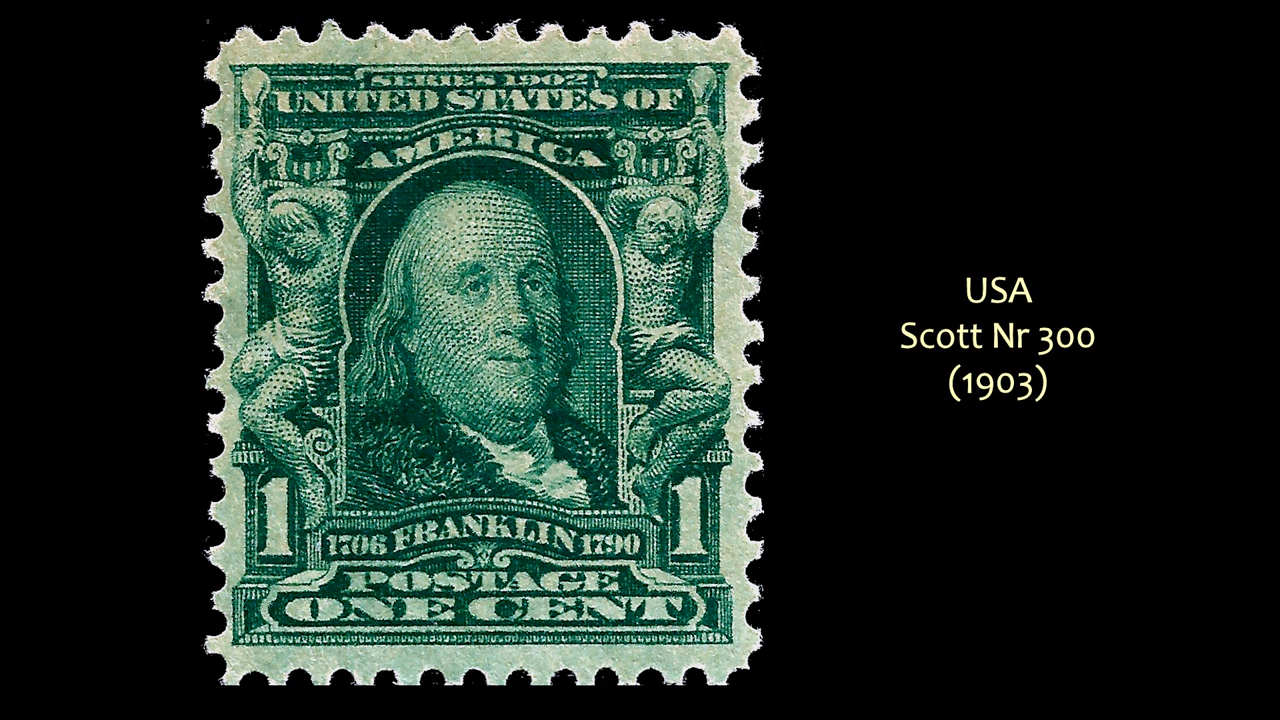 SERIES 1902
UNITED STATES OF
AMERICA
1 1
1706 FRANKLIN 1790
POSTAGE
ONE CENT
USA
Scott Nr 300
(1903)